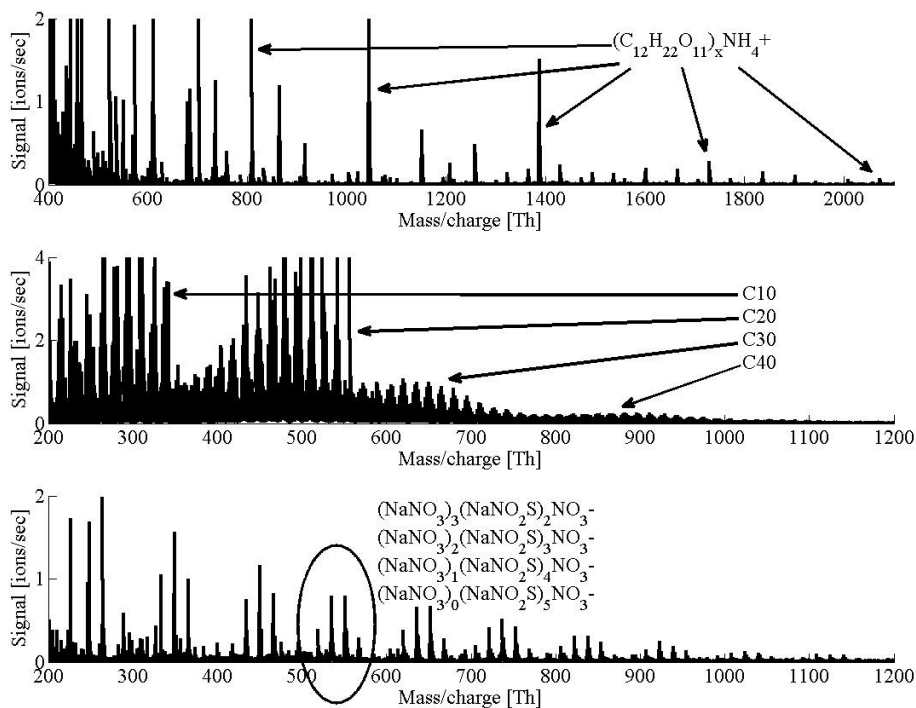 (C₁₂H₂₂O₁₁)ₓNH₄+
Signal [ions/sec]
2
1
0
400 600 800 1000 1200 1400 1600 1800 2000
Mass/charge [Th]
Signal [ions/sec]
4
2
0
C10
C20
C30
C40
200 300 400 500 600 700 800 900 1000 1100 1200
Mass/charge [Th]
Signal [ions/sec]
2
1
0
(NaNO₃)₃(NaNO₂S)₂NO₃-
(NaNO₃)₂(NaNO₂S)₃NO₃-
(NaNO₃)₁(NaNO₂S)₄NO₃-
(NaNO₃)₀(NaNO₂S)₅NO₃-
200 300 400 500 600 700 800 900 1000 1100 1200
Mass/charge [Th]